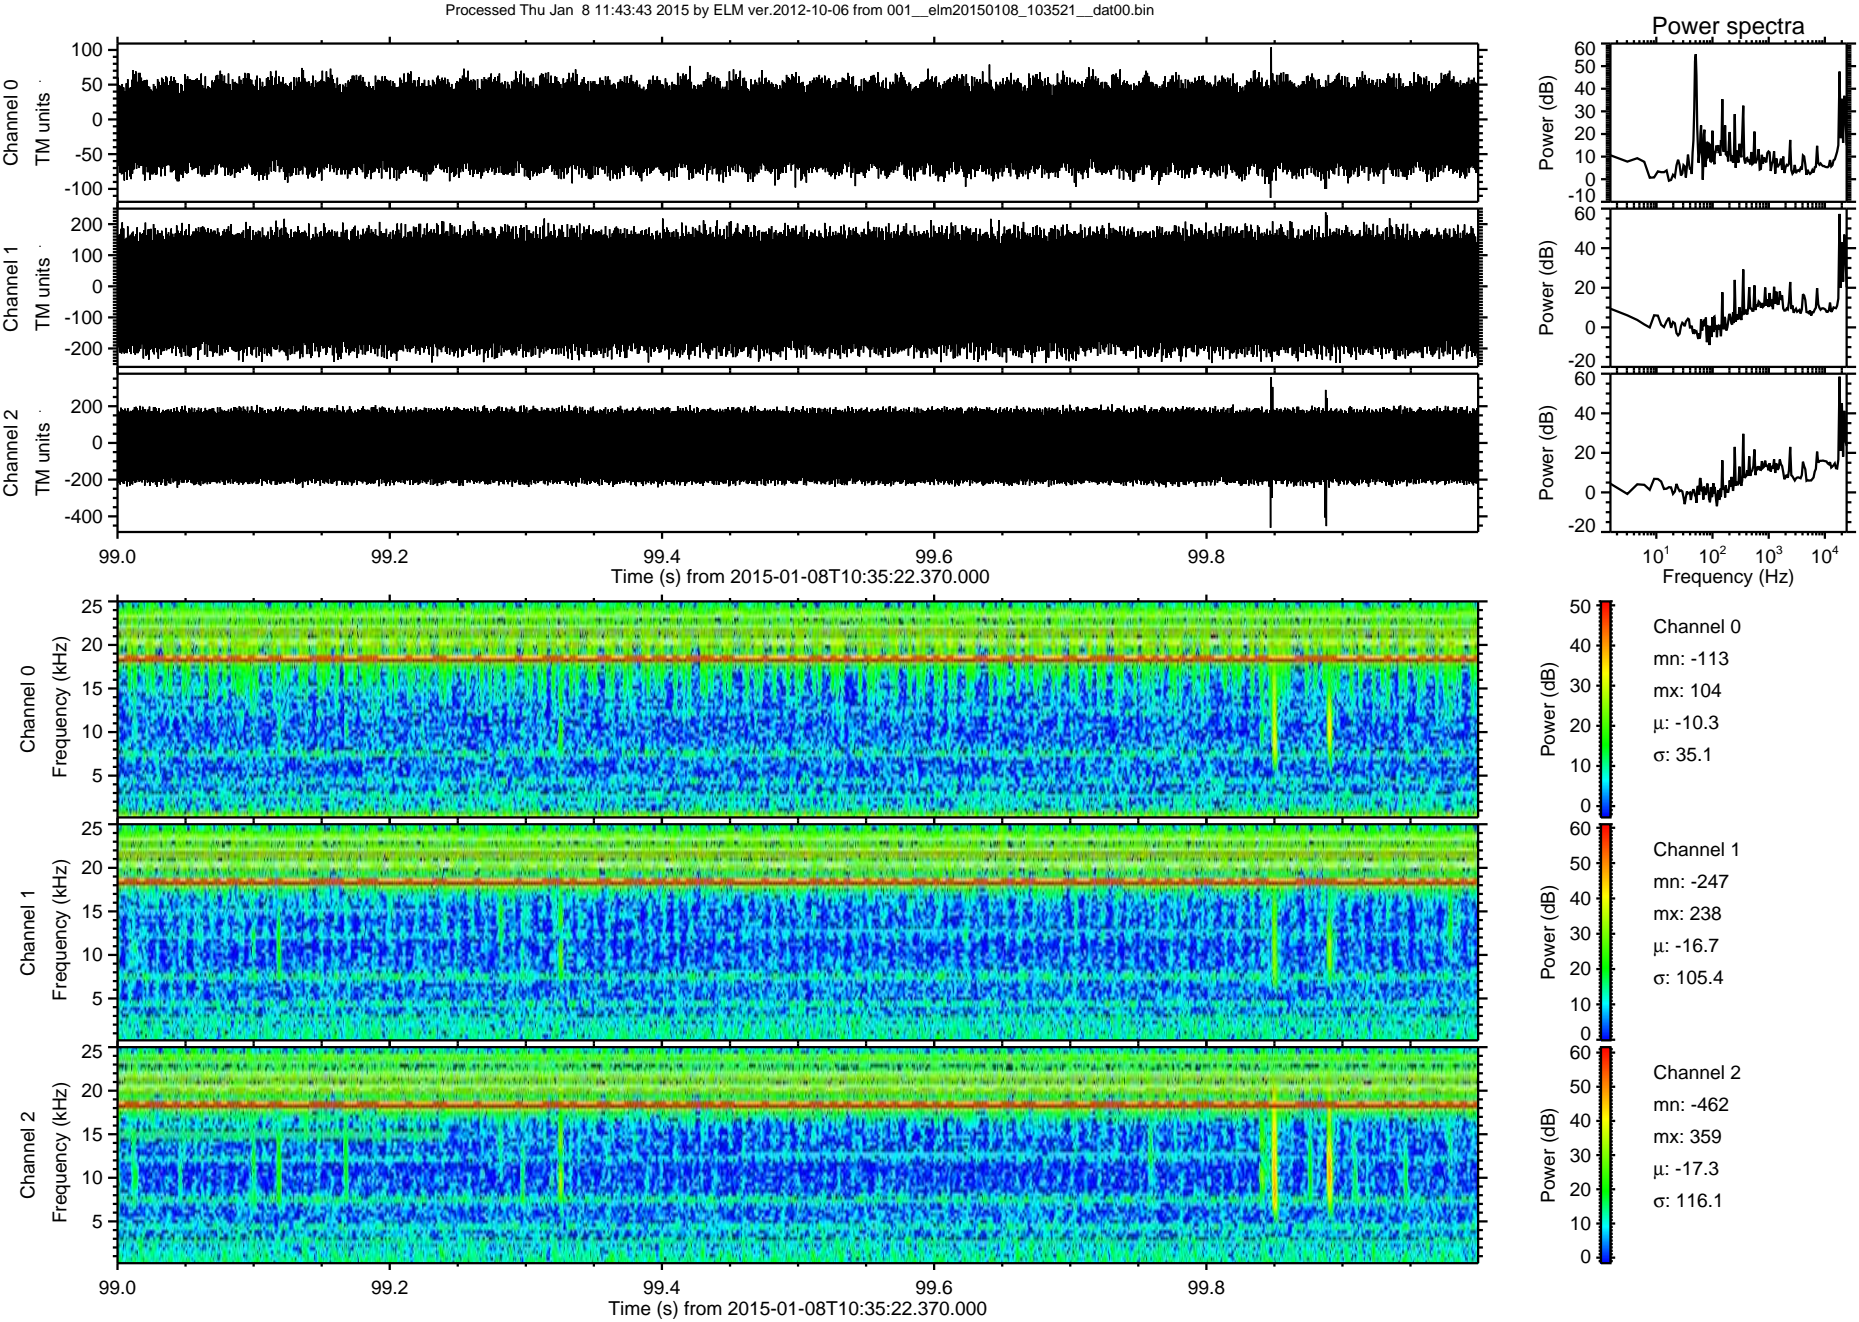 Processed Thu Jan 8 11:43:43 2015 by ELM ver.2012-10-06 from 001__elm20150108_103521__dat00.bin
Power spectra
Channel 0
TM units
100
50
0
-50
-100
Power (dB)
60
50
40
30
20
10
0
-10
Channel 1
TM units
200
100
0
-100
-200
Power (dB)
60
40
20
0
-20
Channel 2
TM units
200
0
-200
-400
Power (dB)
60
40
20
0
-20
99.0 99.2 99.4 99.6 99.8
Time (s) from 2015-01-08T10:35:22.370.000
10¹ 10² 10³ 10⁴
Frequency (Hz)
Channel 0
Frequency (kHz)
25
20
15
10
5
Power (dB)
50
40
30
20
10
0
Channel 0
mn: -113
mx: 104
μ: -10.3
σ: 35.1
Channel 1
Frequency (kHz)
25
20
15
10
5
Power (dB)
60
50
40
30
20
10
0
Channel 1
mn: -247
mx: 238
μ: -16.7
σ: 105.4
Channel 2
Frequency (kHz)
25
20
15
10
5
Power (dB)
60
50
40
30
20
10
0
Channel 2
mn: -462
mx: 359
μ: -17.3
σ: 116.1
99.0 99.2 99.4 99.6 99.8
Time (s) from 2015-01-08T10:35:22.370.000